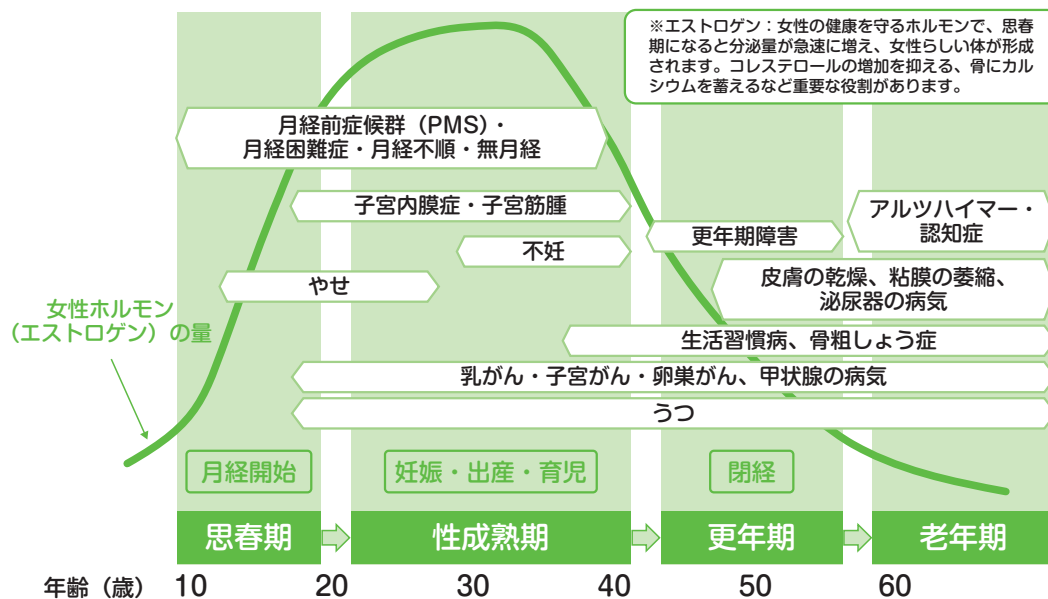 ※エストロゲン：女性の健康を守るホルモンで、思春
期になると分泌量が急速に増え、女性らしい体が形成
されます。コレステロールの増加を抑える、骨にカル
シウムを蓄えるなど重要な役割があります。
月経前症候群（PMS）・
月経困難症・月経不順・無月経
子宮内膜症・子宮筋腫
アルツハイマー・
認知症
更年期障害
不妊
やせ
皮膚の乾燥、粘膜の萎縮、
泌尿器の病気
女性ホルモン
（エストロゲン）の量
生活習慣病、骨粗しょう症
乳がん・子宮がん・卵巣がん、甲状腺の病気
うつ
月経開始
妊娠・出産・育児
閉経
思春期
性成熟期
更年期
老年期
年齢（歳） 10 20 30 40 50 60